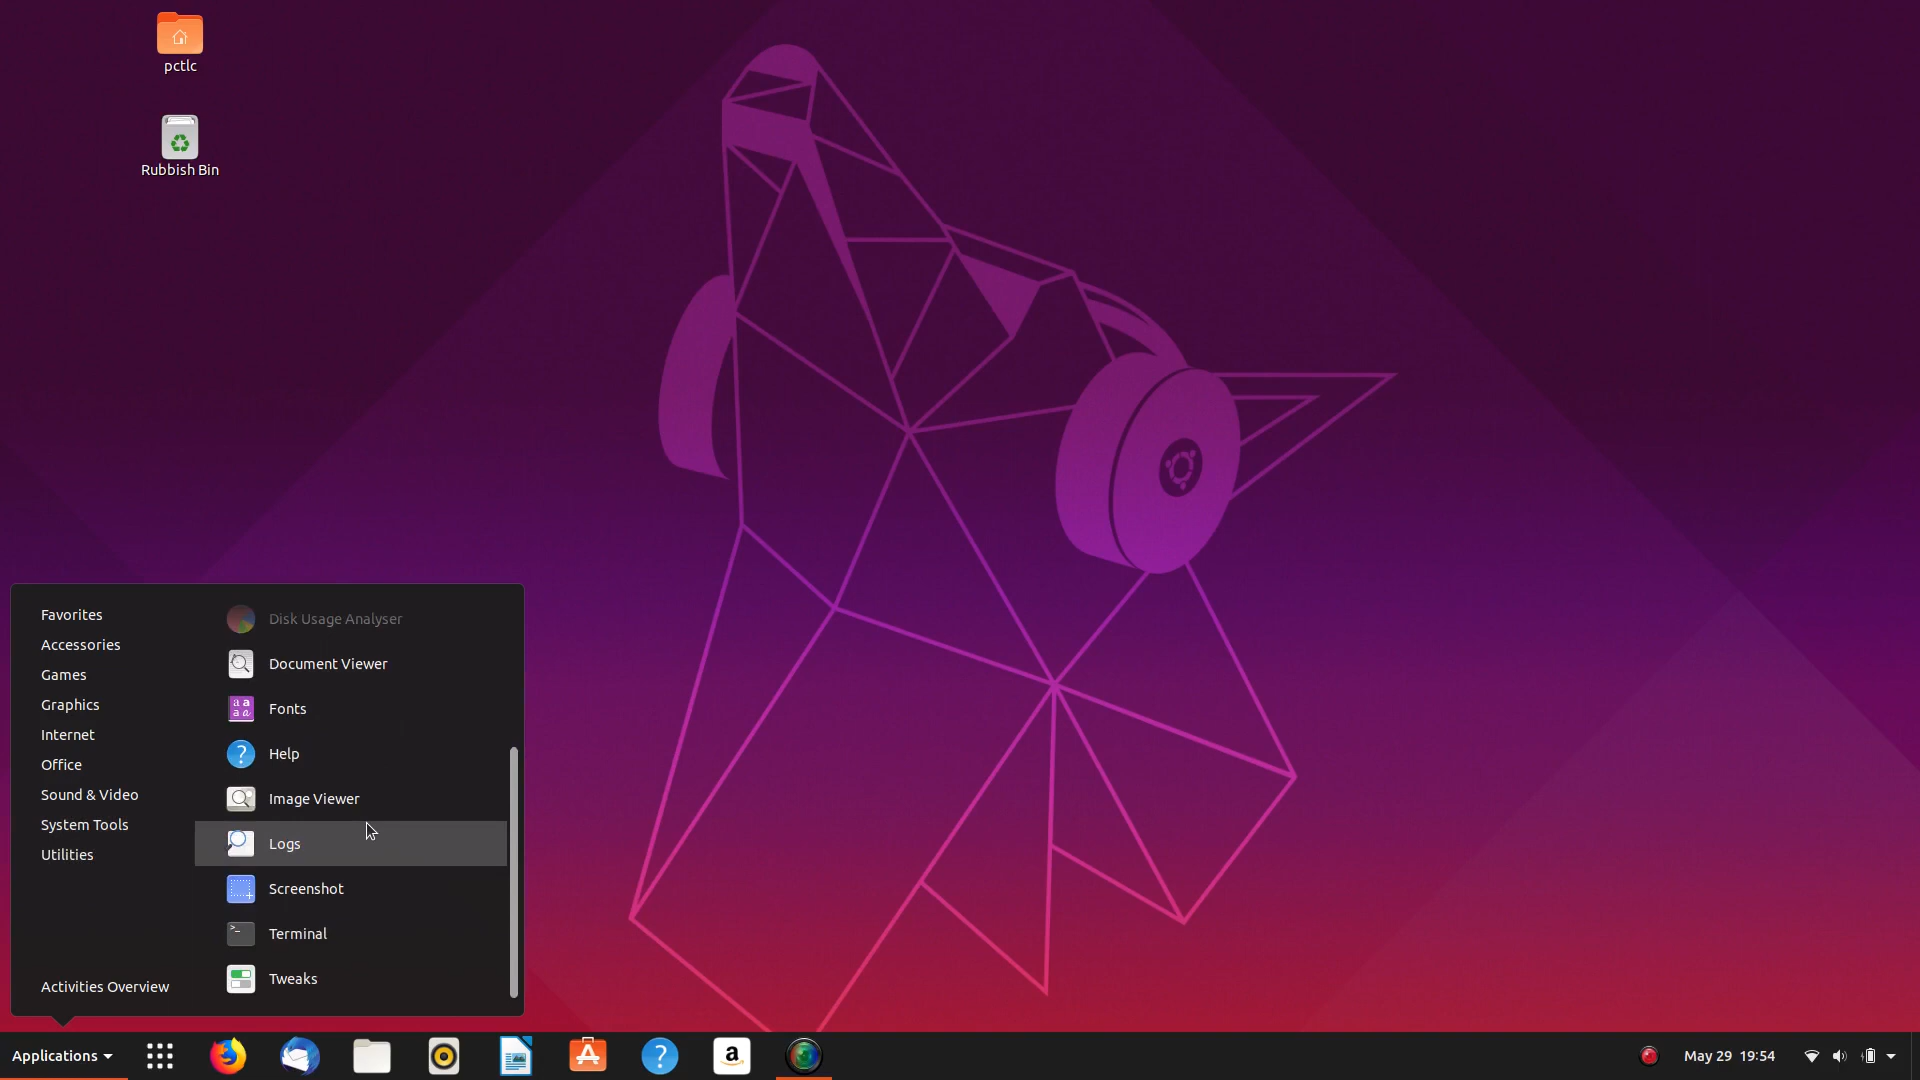 pctlc
Rubbish Bin
Favorites
Accessories
Games
Graphics
Internet
Office
Sound & Video
System Tools
Utilities
Activities Overview
Disk Usage Analyser
Document Viewer
Fonts
Help
Image Viewer
Logs
Screenshot
Terminal
Tweaks
Applications
May 29 19:54